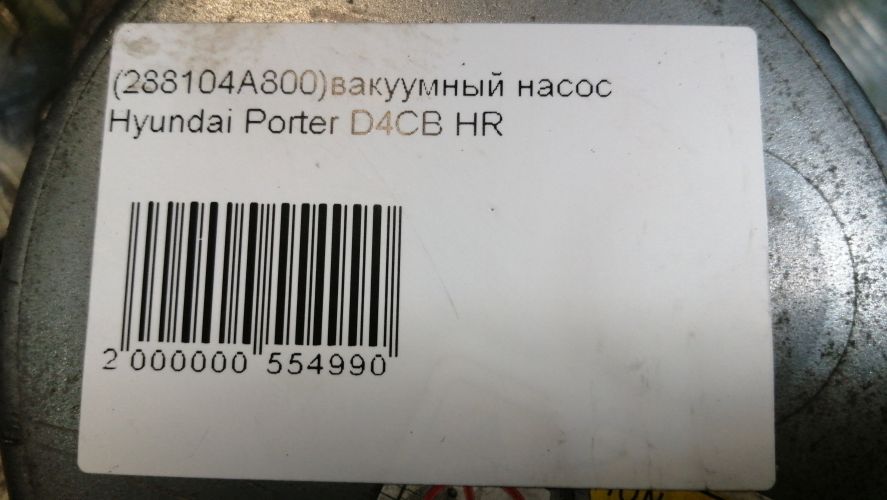 (288104A800)вакуумный насос
Hyundai Porter D4CB HR
2 000000 554990